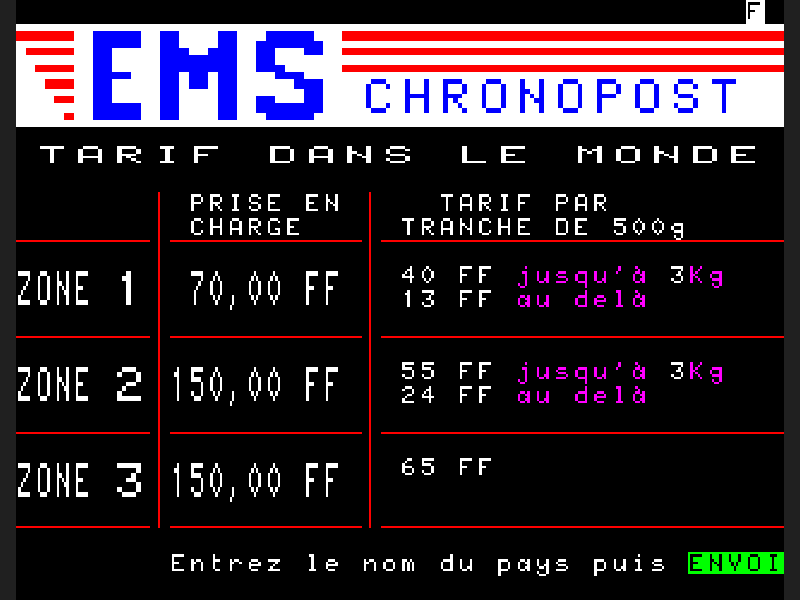 F
EMS
CHRONOPOST
TARIF DANS LE MONDE
PRISE EN CHARGE
TARIF PAR TRANCHE DE 500g
ZONE 1 70,00 FF 40 FF jusqu'à 3Kg
13 FF au delà
ZONE 2 150,00 FF 55 FF jusqu'à 3Kg
24 FF au delà
ZONE 3 150,00 FF 65 FF
Entrez le nom du pays puis ENVOI